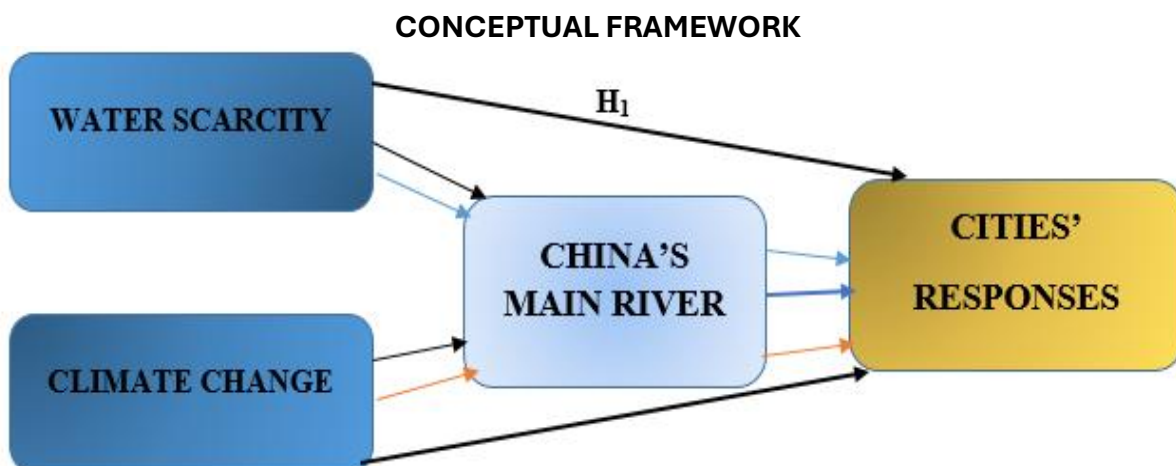 CONCEPTUAL FRAMEWORK
WATER SCARCITY
H₁
CHINA’S
MAIN RIVER
CITIES’
RESPONSES
CLIMATE CHANGE